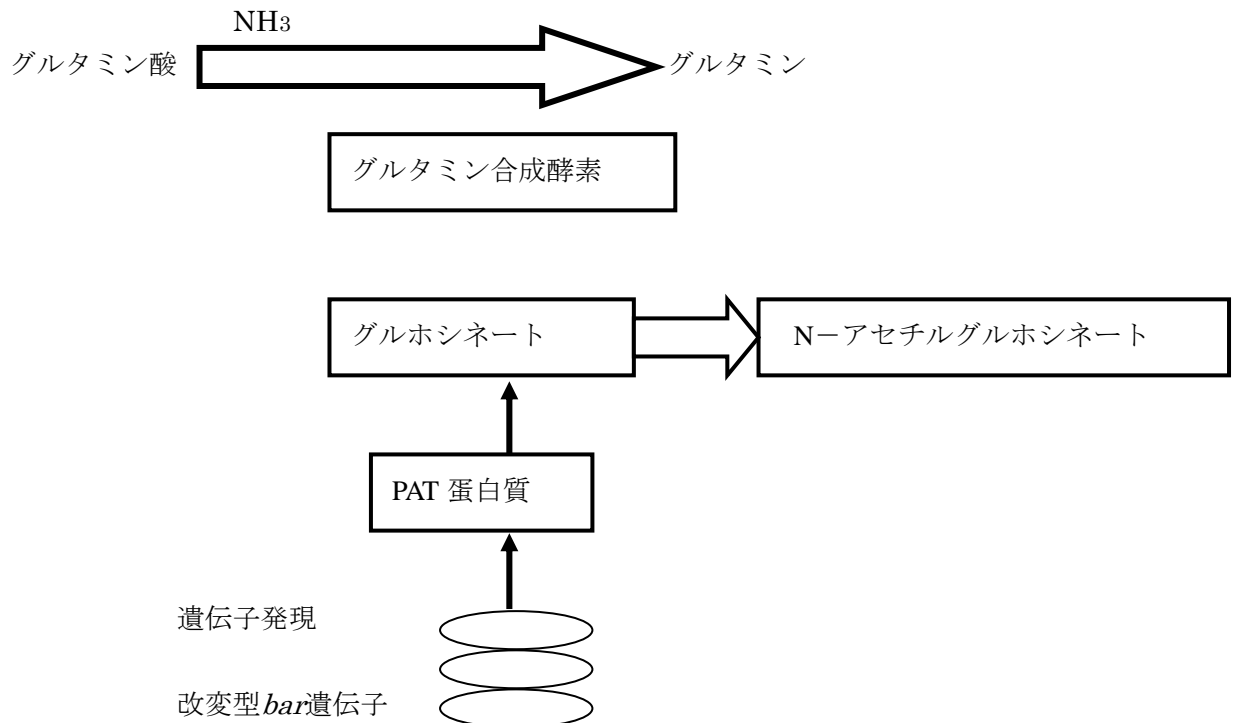 NH3
グルタミン酸 グルタミン
グルタミン合成酵素
グルホシネート N－アセチルグルホシネート
PAT 蛋白質
遺伝子発現
改変型bar遺伝子